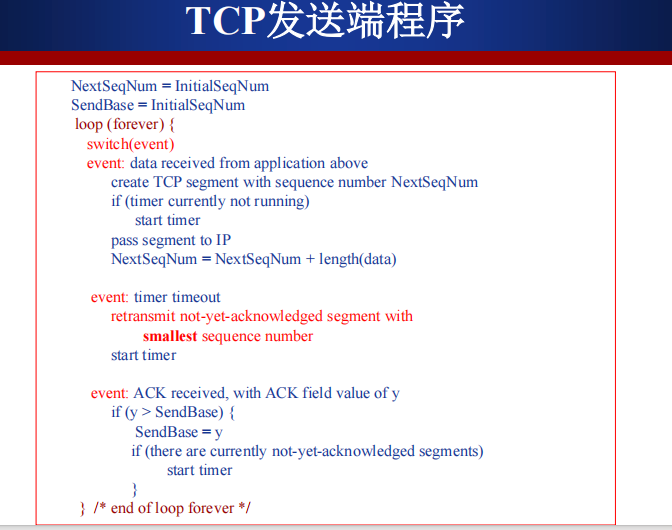 TCP发送端程序
NextSeqNum = InitialSeqNum
SendBase = InitialSeqNum
loop (forever) {
switch(event)
event: data received from application above
create TCP segment with sequence number NextSeqNum
if (timer currently not running)
start timer
pass segment to IP
NextSeqNum = NextSeqNum + length(data)
event: timer timeout
retransmit not-yet-acknowledged segment with
smallest sequence number
start timer
event: ACK received, with ACK field value of y
if (y > SendBase) {
SendBase = y
if (there are currently not-yet-acknowledged segments)
start timer
}
} /* end of loop forever */